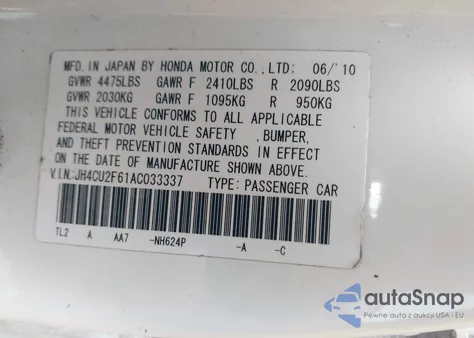 MFD. IN JAPAN BY HONDA MOTOR CO., LTD: 06/'10
GVWR 4475LBS GAWR F 2410LBS R 2090LBS
GVWR 2030KG GAWR F 1095KG R 950KG
THIS VEHICLE CONFORMS TO ALL APPLICABLE
FEDERAL MOTOR VEHICLE SAFETY ,BUMPER,
AND THEFT PREVENTION STANDARDS IN EFFECT
ON THE DATE OF MANUFACTURE SHOWN ABOVE.
V.I.N:JH4CU2F61AC033337 TYPE: PASSENGER CAR
TL2 A AA7 -NH624P -A -C
autoSnap
Pewne auta z aukcji USA i EU